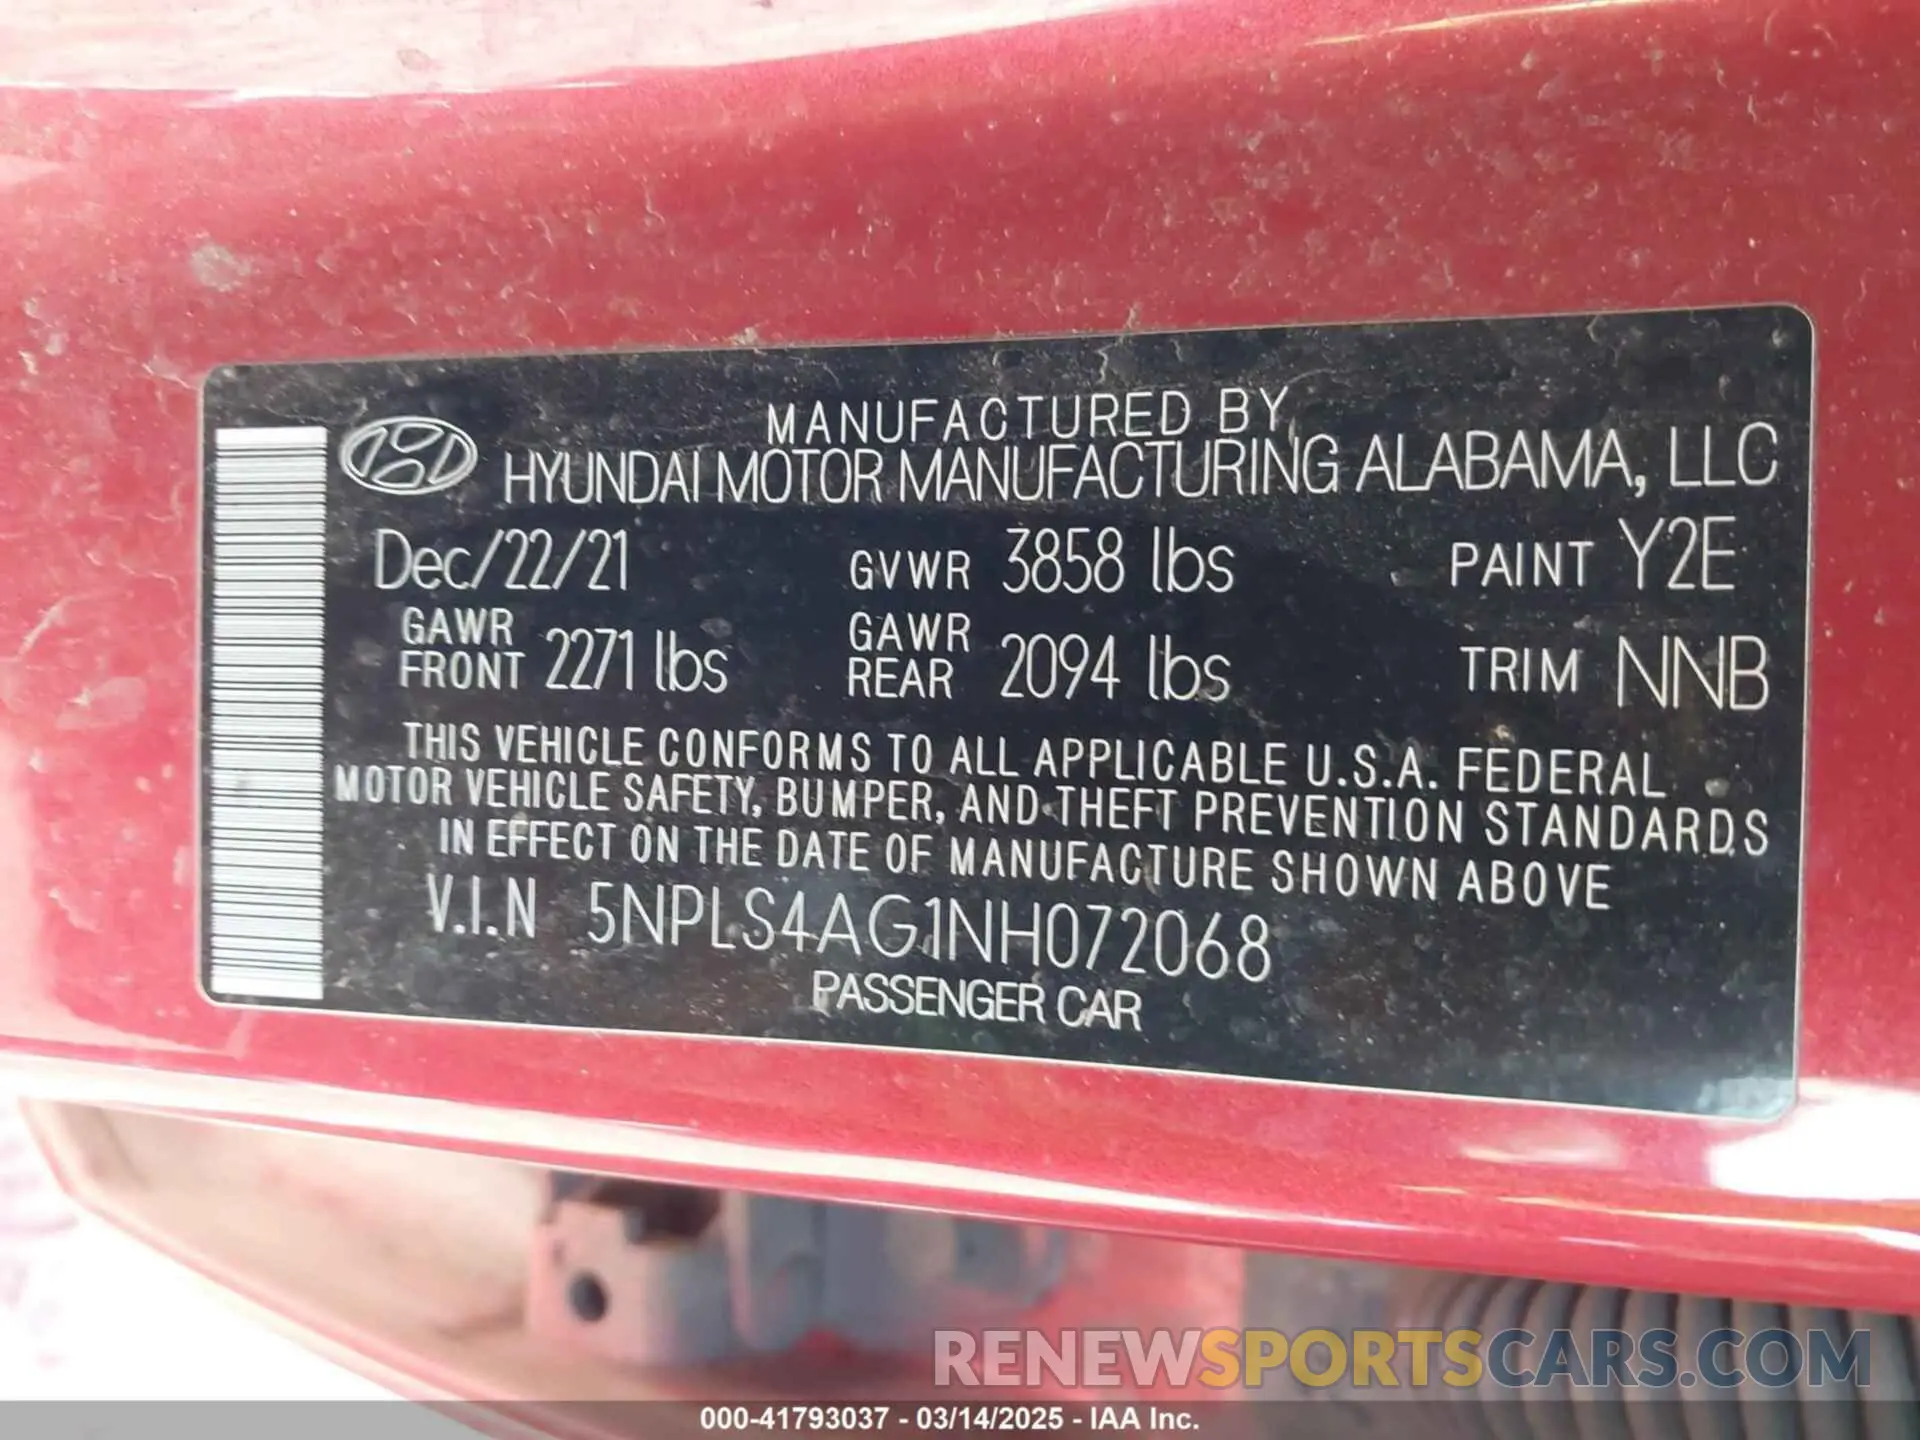 MANUFACTURED BY
HYUNDAI MOTOR MANUFACTURING ALABAMA, LLC
Dec/22/21 GVWR 3858 lbs PAINT Y2E
GAWR FRONT 2271 lbs GAWR REAR 2094 lbs TRIM NNB
THIS VEHICLE CONFORMS TO ALL APPLICABLE U.S.A. FEDERAL
MOTOR VEHICLE SAFETY, BUMPER, AND THEFT PREVENTION STANDARDS
IN EFFECT ON THE DATE OF MANUFACTURE SHOWN ABOVE
V.I.N 5NPLS4AG1NH072068
PASSENGER CAR
RENEWSPORTSCARS.COM
000-41793037 - 03/14/2025 - IAA Inc.